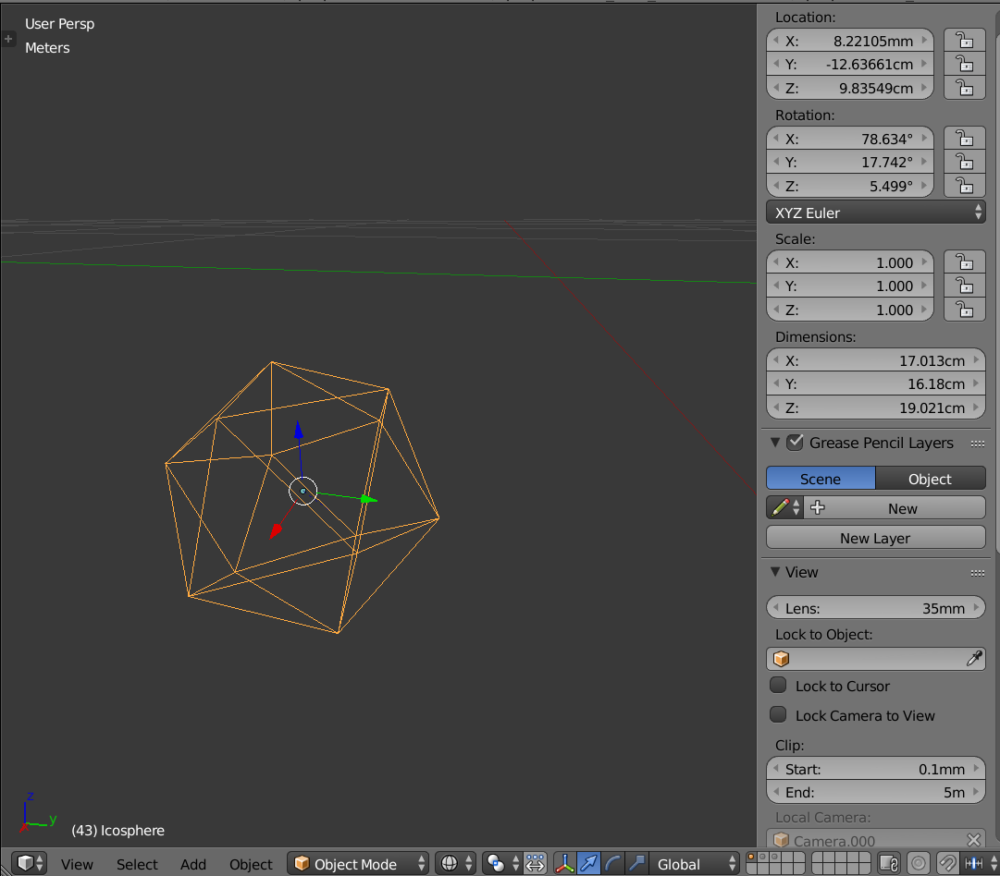 User Persp
Meters
z
y
(43) Icosphere
Location:
X: 8.22105mm
Y: -12.63661cm
Z: 9.83549cm
Rotation:
X: 78.634°
Y: 17.742°
Z: 5.499°
XYZ Euler
Scale:
X: 1.000
Y: 1.000
Z: 1.000
Dimensions:
X: 17.013cm
Y: 16.18cm
Z: 19.021cm
Grease Pencil Layers
Scene Object
New
New Layer
View
Lens: 35mm
Lock to Object:
Lock to Cursor
Lock Camera to View
Clip:
Start: 0.1mm
End: 5m
Local Camera:
Camera.000
View Select Add Object Object Mode Global